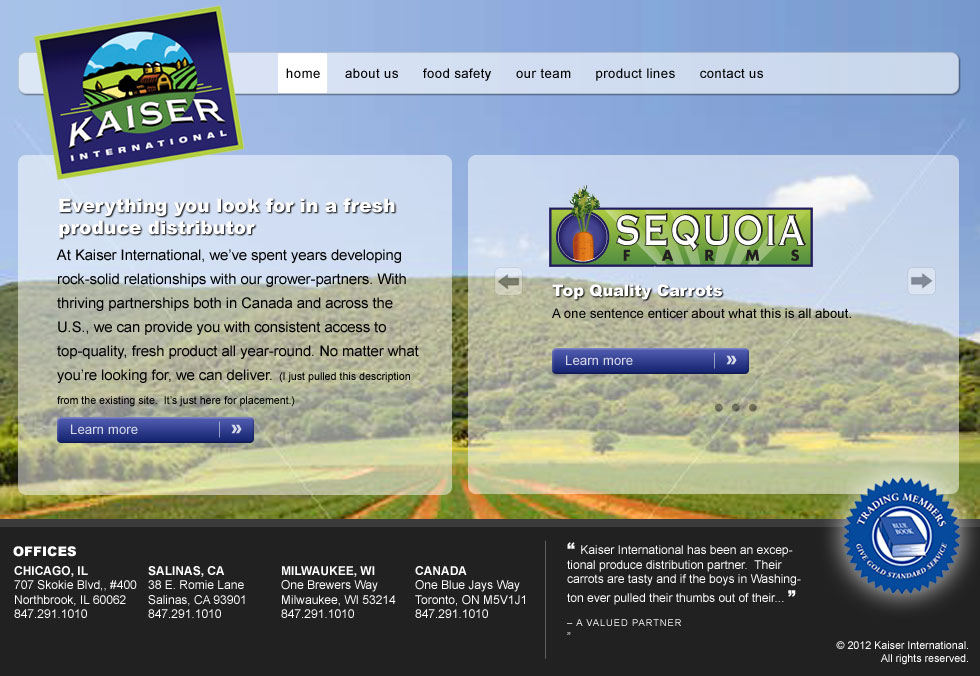 KAISER
INTERNATIONAL
home about us food safety our team product lines contact us
Everything you look for in a fresh
produce distributor
At Kaiser International, we’ve spent years developing
rock-solid relationships with our grower-partners. With
thriving partnerships both in Canada and across the
U.S., we can provide you with consistent access to
top-quality, fresh product all year-round. No matter what
you’re looking for, we can deliver. (I just pulled this description
from the existing site. It’s just here for placement.)
Learn more »
SEQUOIA
FARMS
Top Quality Carrots
A one sentence enticer about what this is all about.
Learn more »
OFFICES
CHICAGO, IL
707 Skokie Blvd,, #400
Northbrook, IL 60062
847.291.1010
SALINAS, CA
38 E. Romie Lane
Salinas, CA 93901
847.291.1010
MILWAUKEE, WI
One Brewers Way
Milwaukee, WI 53214
847.291.1010
CANADA
One Blue Jays Way
Toronto, ON M5V1J1
847.291.1010
❝ Kaiser International has been an excep-
tional produce distribution partner. Their
carrots are tasty and if the boys in Washing-
ton ever pulled their thumbs out of their... ❞
– A VALUED PARTNER
»
TRADING MEMBERS
BLUE
BOOK
GIVE GOLD STANDARD SERVICE
© 2012 Kaiser International.
All rights reserved.